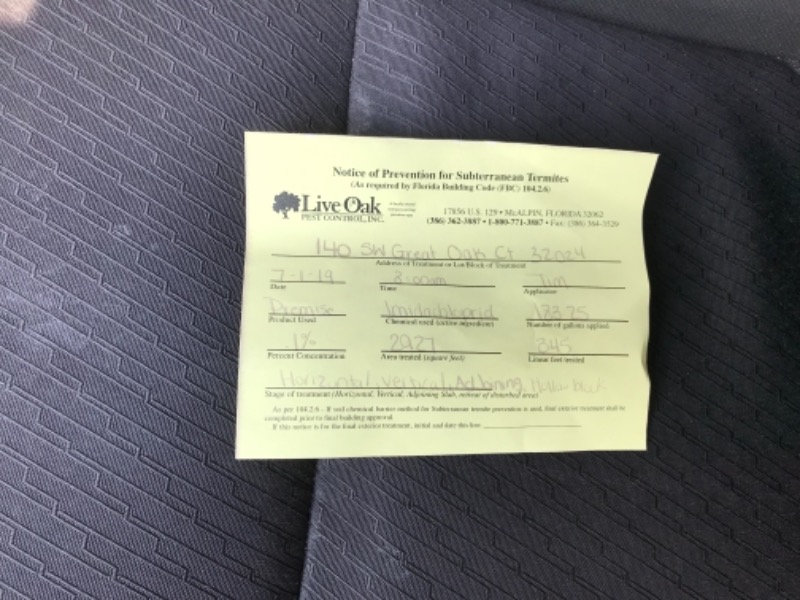 Notice of Prevention for Subterranean Termites
(As required by Florida Building Code (FBC) 104.2.6)
Live Oak
PEST CONTROL, INC.
17856 U.S. 129 • McALPIN, FLORIDA 32062
(386) 362-3887 • 1-800-771-3887 • Fax: (386) 364-3529
140 SW Great Oak Ct 32024
Address of Treatment or Lot/Block of Treatment
7-1-19 Jim
Date Time Applicator
Premise Imidacloprid
Product Used Chemical used (active ingredient) Number of gallons applied
.1% 2927 345
Percent Concentration Area treated (square feet) Linear feet treated
Horizontal, Vertical, Adjoining
Stage of treatment (Horizontal, Vertical, Adjoining Slab, retreat of disturbed area)
As per 104.2.6 - If soil chemical barrier method for Subterranean termite prevention is used, final exterior treatment shall be
completed prior to final building approval.
If this notice is for the final exterior treatment, initial and date this line